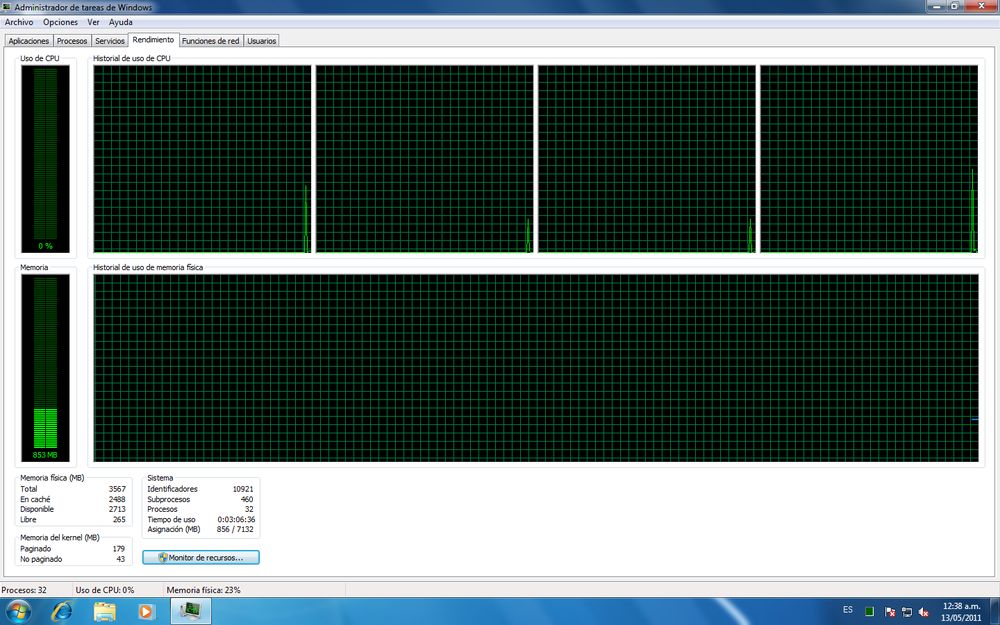 Administrador de tareas de Windows
Archivo Opciones Ver Ayuda
Aplicaciones Procesos Servicios Rendimiento Funciones de red Usuarios
Uso de CPU
Historial de uso de CPU
0 %
Memoria
Historial de uso de memoria física
853 MB
Memoria física (MB)
Total 3567
En caché 2488
Disponible 2713
Libre 265
Memoria del kernel (MB)
Paginado 179
No paginado 43
Sistema
Identificadores 10921
Subprocesos 460
Procesos 32
Tiempo de uso 0:03:06:36
Asignación (MB) 856 / 7132
Monitor de recursos...
Procesos: 32 Uso de CPU: 0% Memoria física: 23%
ES
12:38 a.m.
13/05/2011